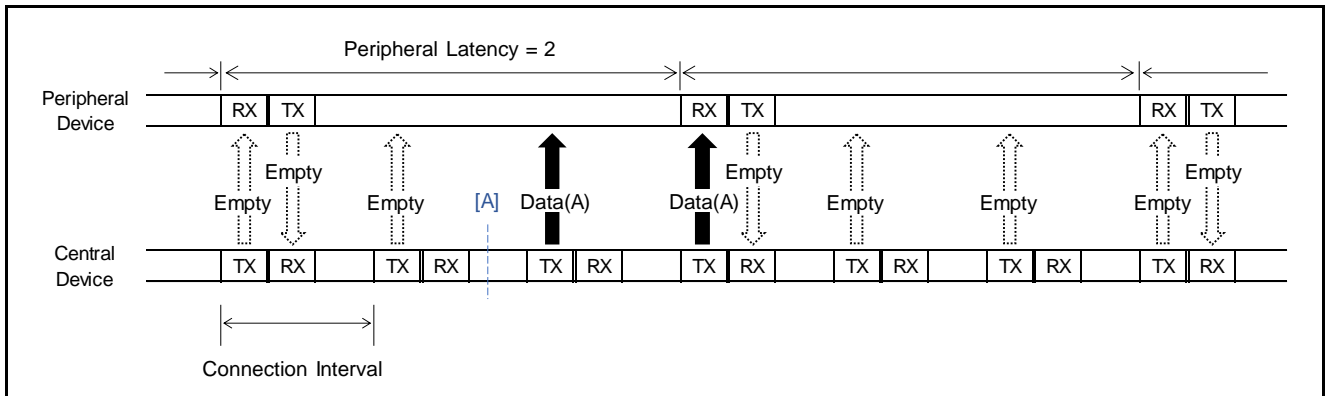 Peripheral Latency = 2
Peripheral
Device
RX TX RX TX RX TX
Empty Empty Empty
Empty Empty [A] Data(A) Data(A) Empty Empty Empty
Central
Device
TX RX TX RX TX RX TX RX TX RX TX RX TX RX
Connection Interval